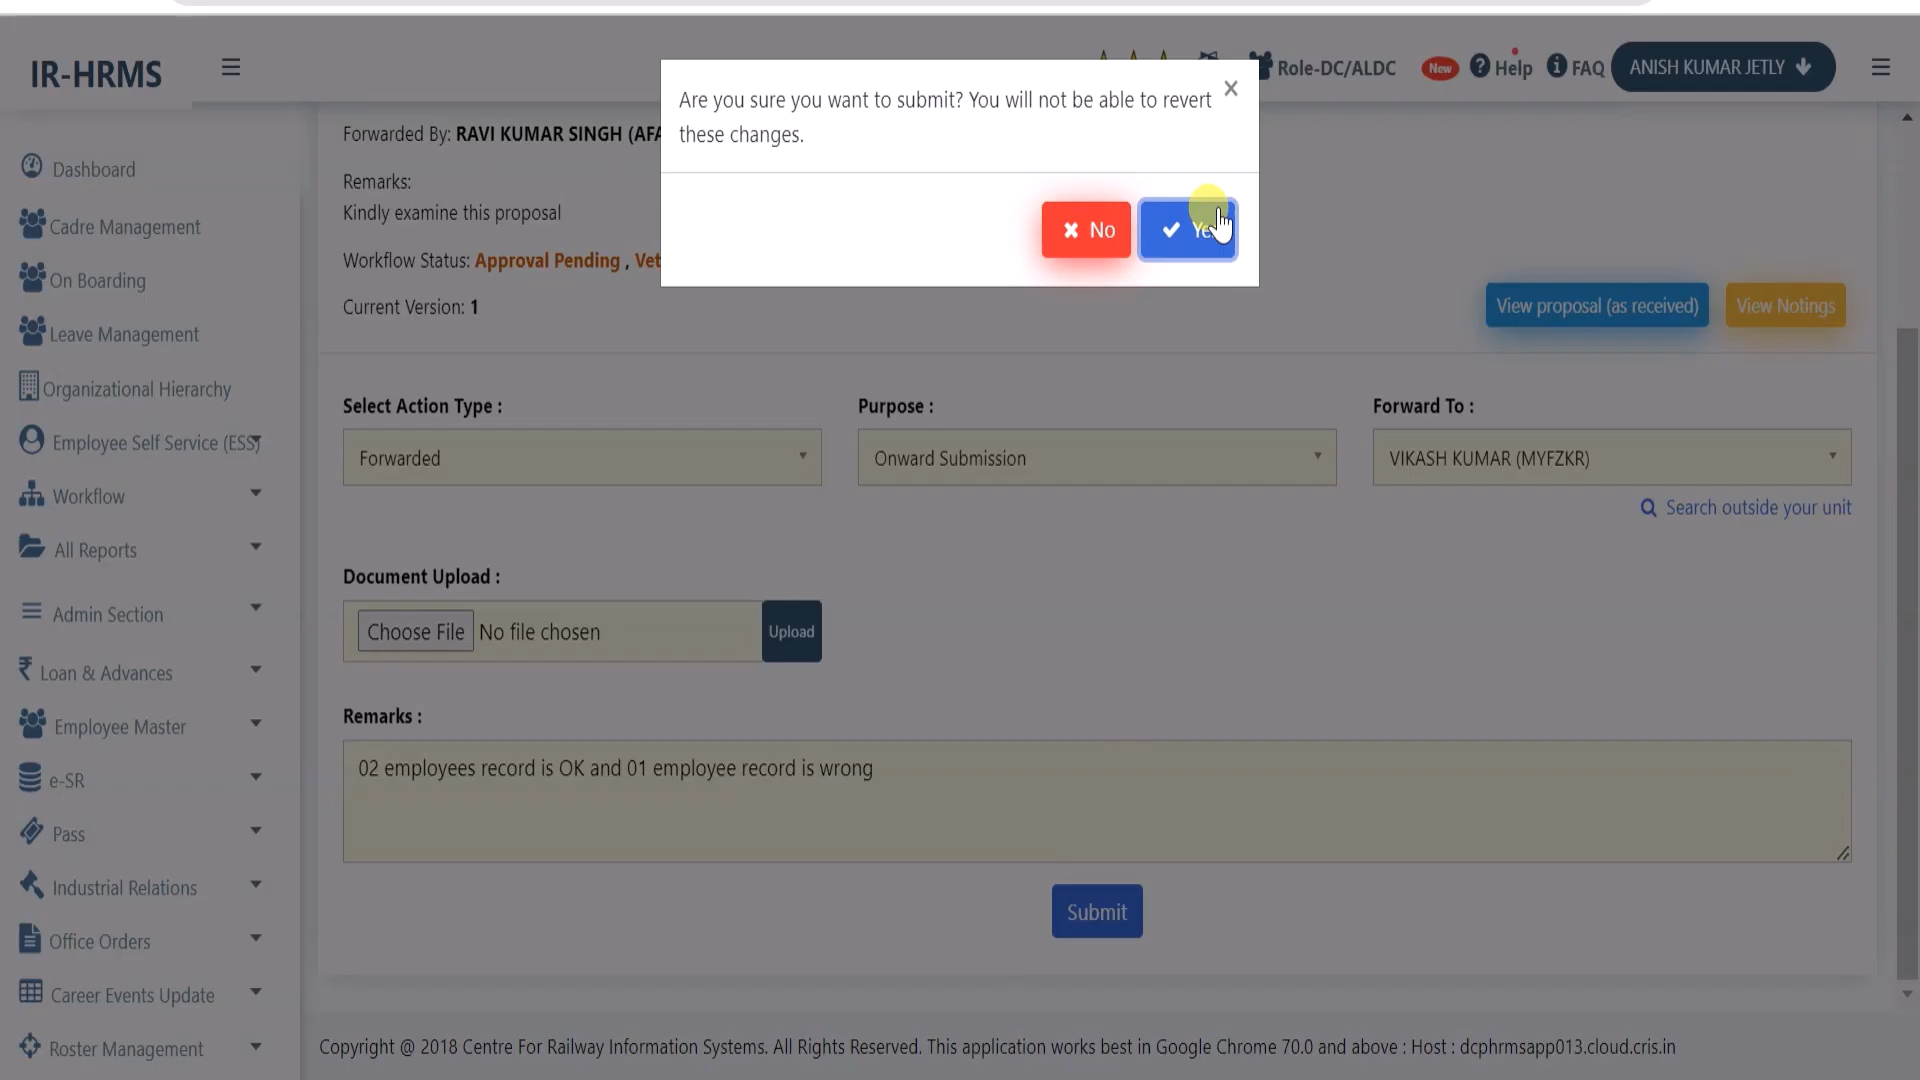 IR-HRMS
Role-DC/ALDC
New
Help
FAQ
ANISH KUMAR JETLY
Are you sure you want to submit? You will not be able to revert
these changes.
No
Dashboard
Cadre Management
On Boarding
Leave Management
Organizational Hierarchy
Employee Self Service (ESS)
Workflow
All Reports
Admin Section
Loan & Advances
Employee Master
e-SR
Pass
Industrial Relations
Office Orders
Career Events Update
Roster Management
Forwarded By: RAVI KUMAR SINGH
Remarks:
Kindly examine this proposal
Workflow Status: Approval Pending ,
Current Version: 1
View proposal (as received)
View Notings
Select Action Type :
Purpose :
Forward To :
Forwarded
Onward Submission
VIKASH KUMAR (MYFZKR)
Search outside your unit
Document Upload :
Choose File No file chosen
Upload
Remarks :
02 employees record is OK and 01 employee record is wrong
Submit
Copyright @ 2018 Centre For Railway Information Systems. All Rights Reserved. This application works best in Google Chrome 70.0 and above : Host : dcphrmsapp013.cloud.cris.in